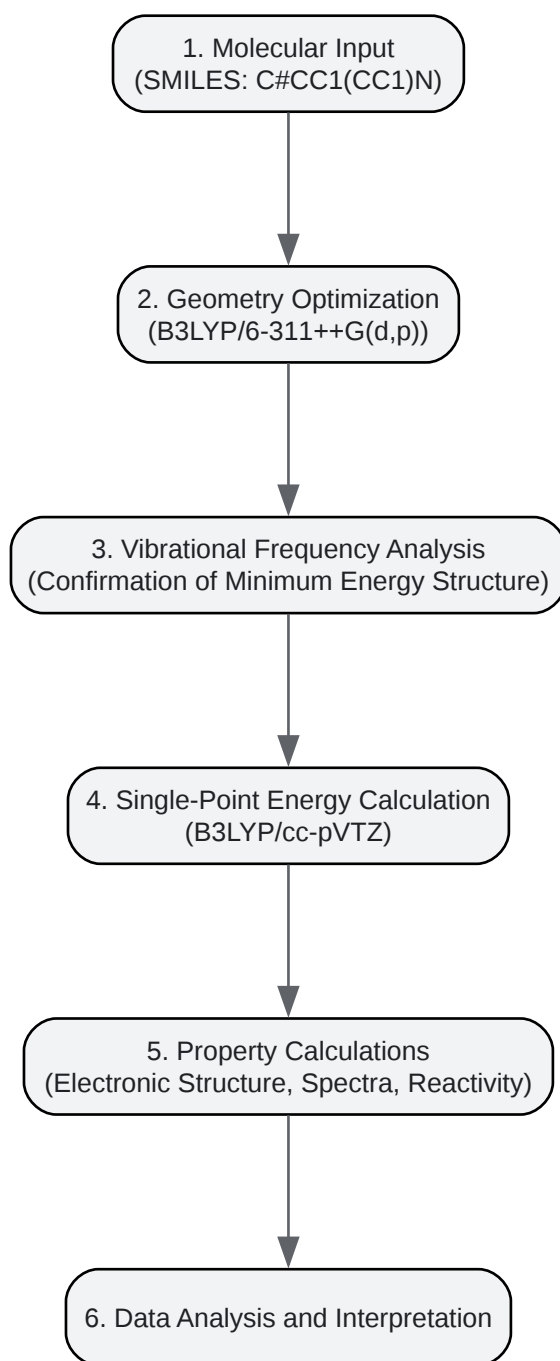 1. Molecular Input
(SMILES: C#CC1(CC1)N)
2. Geometry Optimization
(B3LYP/6-311++G(d,p))
3. Vibrational Frequency Analysis
(Confirmation of Minimum Energy Structure)
4. Single-Point Energy Calculation
(B3LYP/cc-pVTZ)
5. Property Calculations
(Electronic Structure, Spectra, Reactivity)
6. Data Analysis and Interpretation